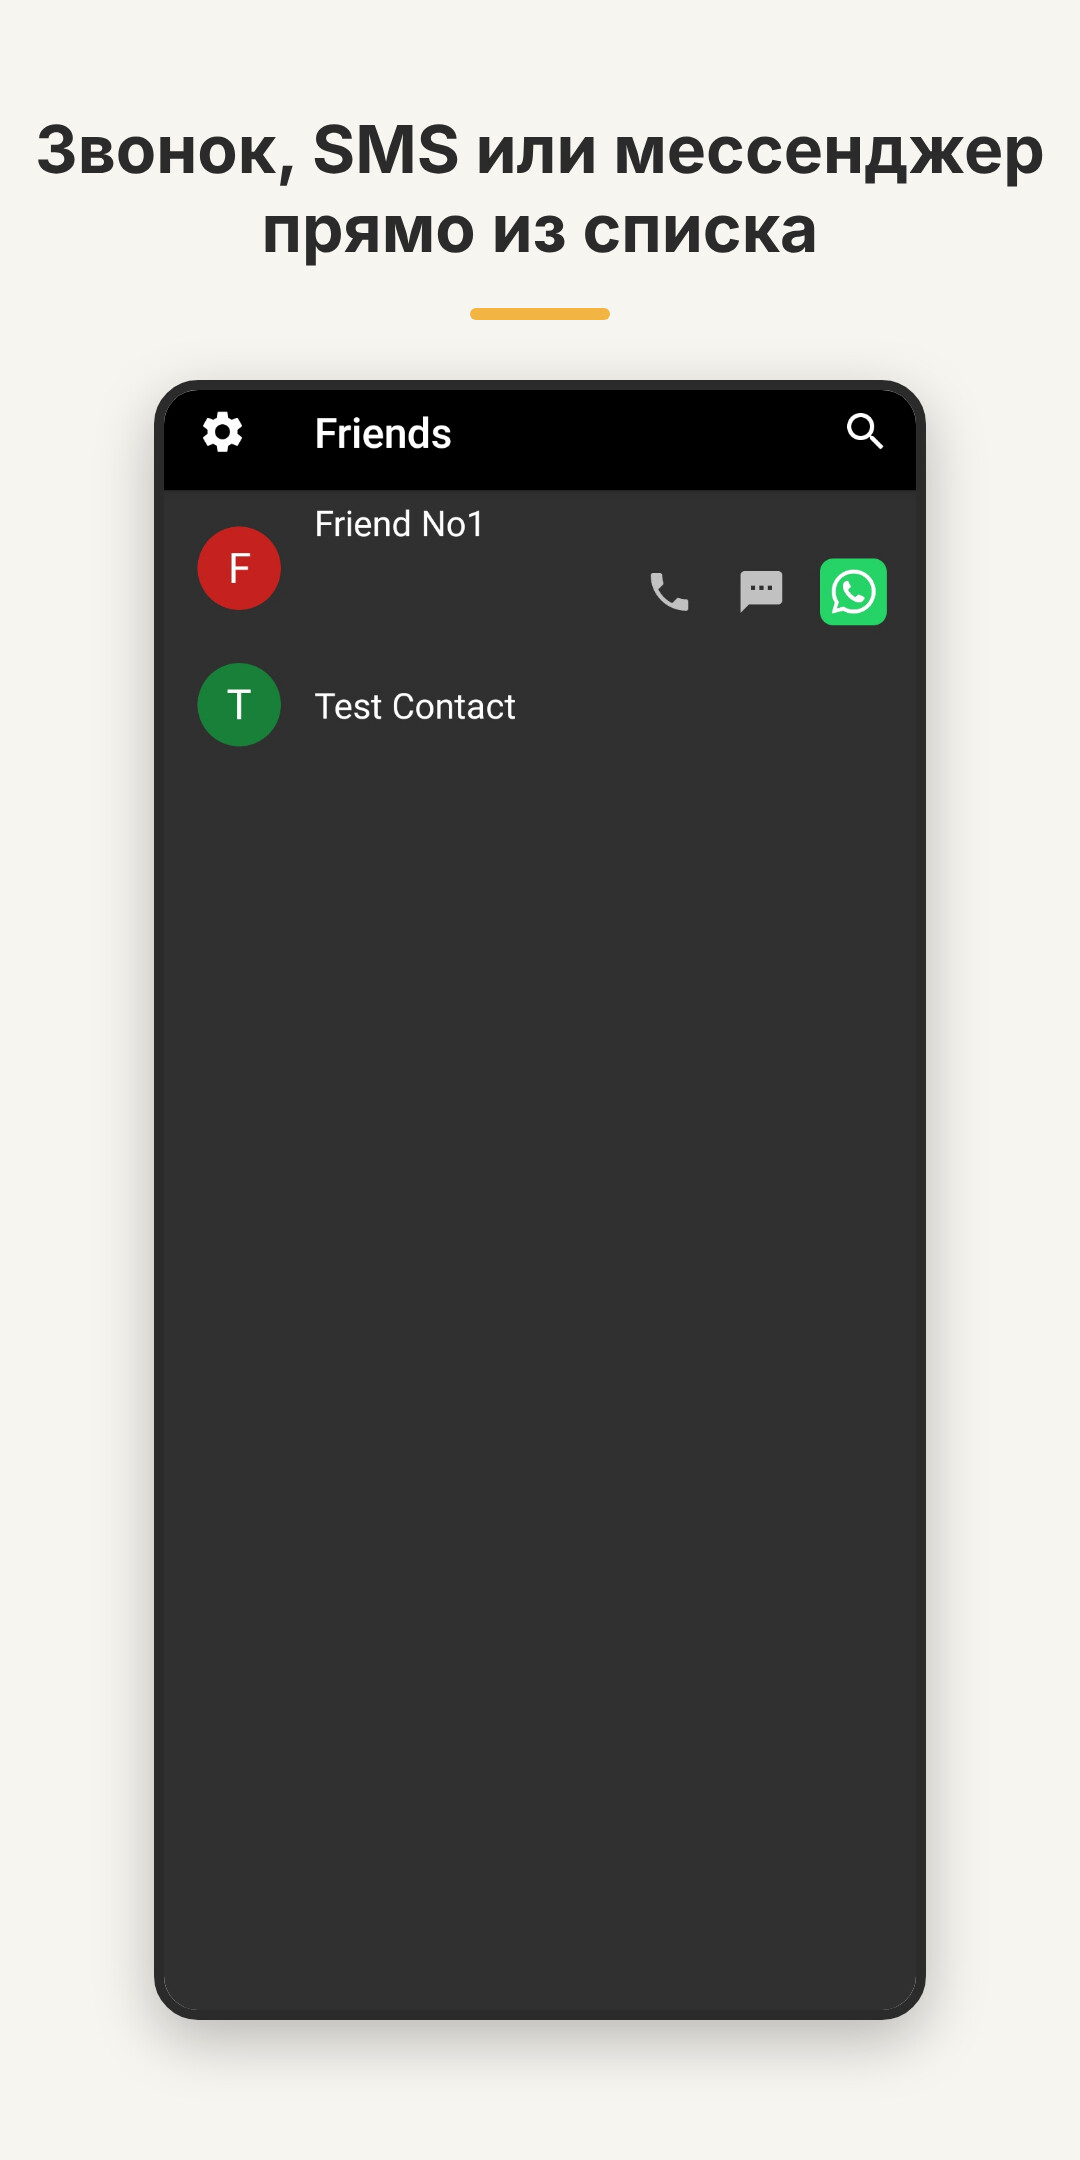 Звонок, SMS или мессенджер
прямо из списка
Friends
Friend No1
F
T
Test Contact